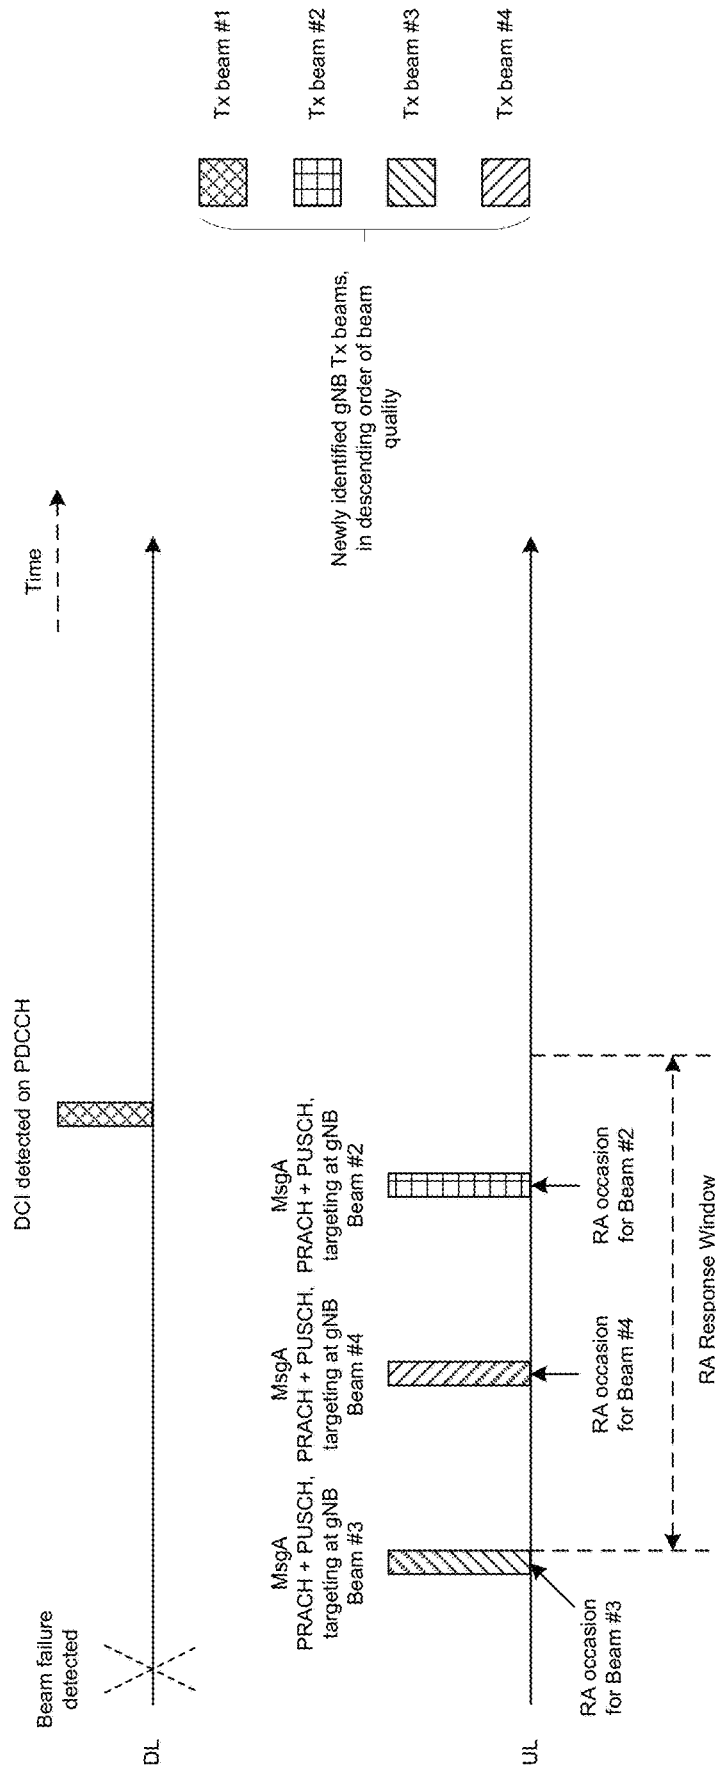 Time
Beam failure
detected
DCI detected on PDCCH
DL
MsgA
PRACH + PUSCH,
targeting at gNB
Beam #3
MsgA
PRACH + PUSCH,
targeting at gNB
Beam #4
MsgA
PRACH + PUSCH,
targeting at gNB
Beam #2
UL
RA occasion
for Beam #3
RA occasion
for Beam #4
RA occasion
for Beam #2
RA Response Window
Newly identified gNB Tx beams,
in descending order of beam
quality
Tx beam #1
Tx beam #2
Tx beam #3
Tx beam #4